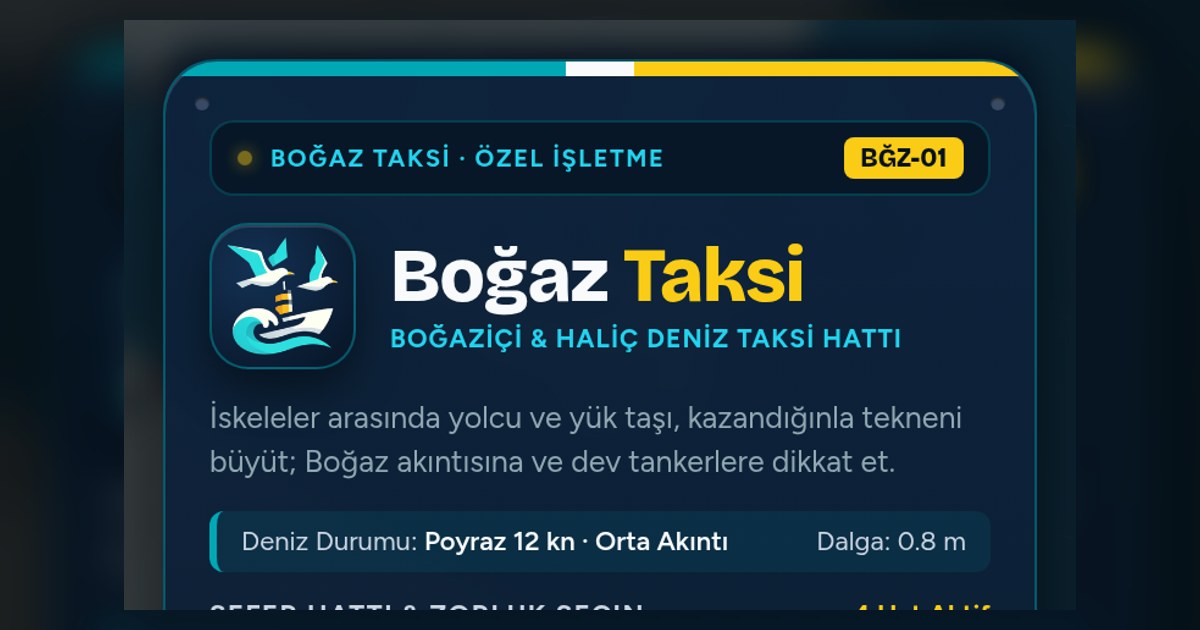 BOĞAZ TAKSİ · ÖZEL İŞLETME
BĞZ-01
Boğaz Taksi
BOĞAZİÇİ & HALİÇ DENİZ TAKSİ HATTI
İskeleler arasında yolcu ve yük taşı, kazandığınla tekneni
büyüt; Boğaz akıntısına ve dev tankerlere dikkat et.
Deniz Durumu: Poyraz 12 kn · Orta Akıntı
Dalga: 0.8 m